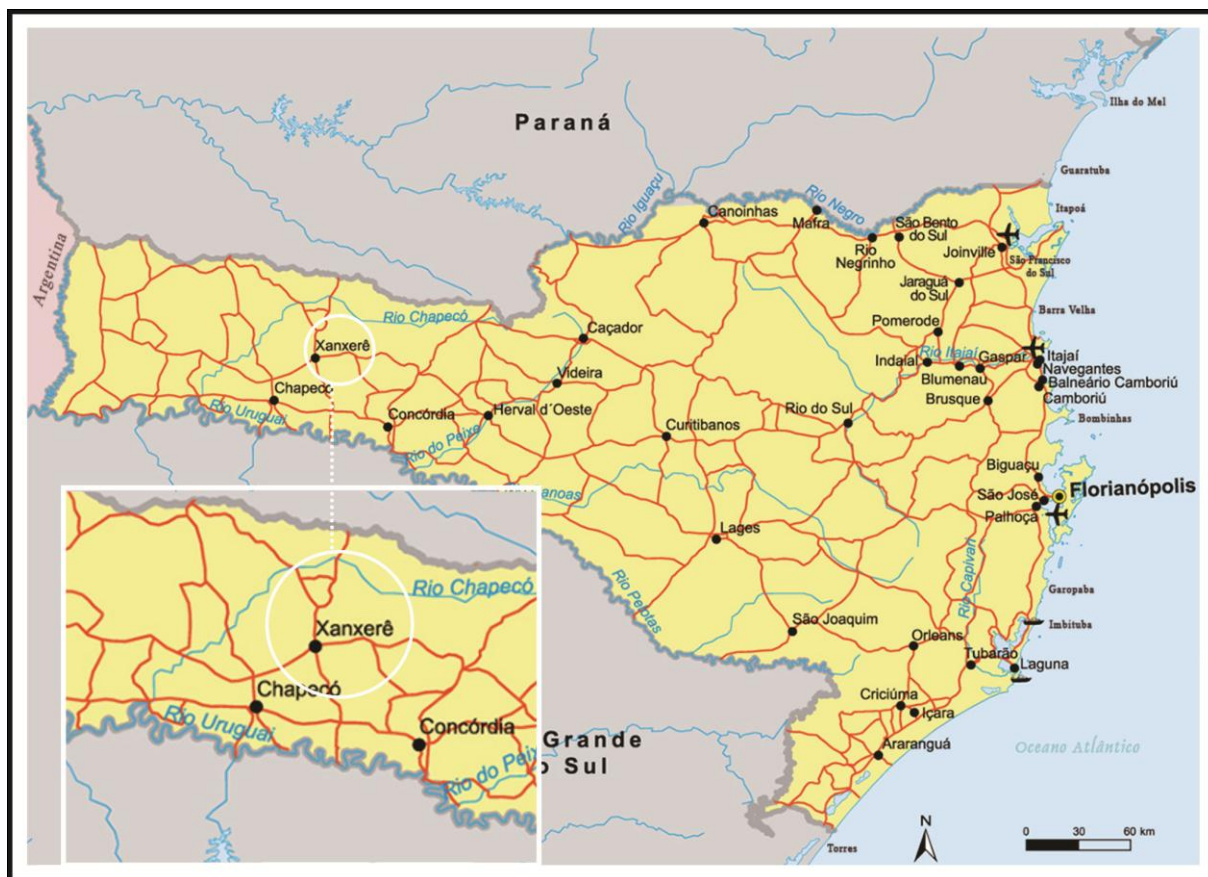 Paraná
Ilha do Mel
Guaratuba
Itapoá
Argentina
Rio Iguaçu
Rio Negro
Canoinhas
Mafra
Rio
Negrinho
São Bento
do Sul
Joinville
São Francisco
do Sul
Jaraguá
do Sul
Barra Velha
Rio Chapecó
Caçador
Pomerode
Xanxerê
Indaial
Rio Itajaí
Gaspar
Itajaí
Navegantes
Blumenau
Balneário Camboriú
Camboriú
Videira
Chapecó
Brusque
Rio Uruguai
Concórdia
Herval d´Oeste
Rio do Sul
Bombinhas
Rio do Peixe
Curitibanos
Biguaçu
anoas
São José
Florianópolis
Palhoça
Lages
Rio Capivari
Rio Pelotas
Garopaba
São Joaquim
Imbituba
Orleans
Tubarão
Laguna
Criciúma
Içara
Araranguá
Grande
o Sul
Oceano Atlântico
Torres
N
0 30 60 km
Rio Chapecó
Xanxerê
Chapecó
Rio Uruguai
Concórdia
Rio do Peixe